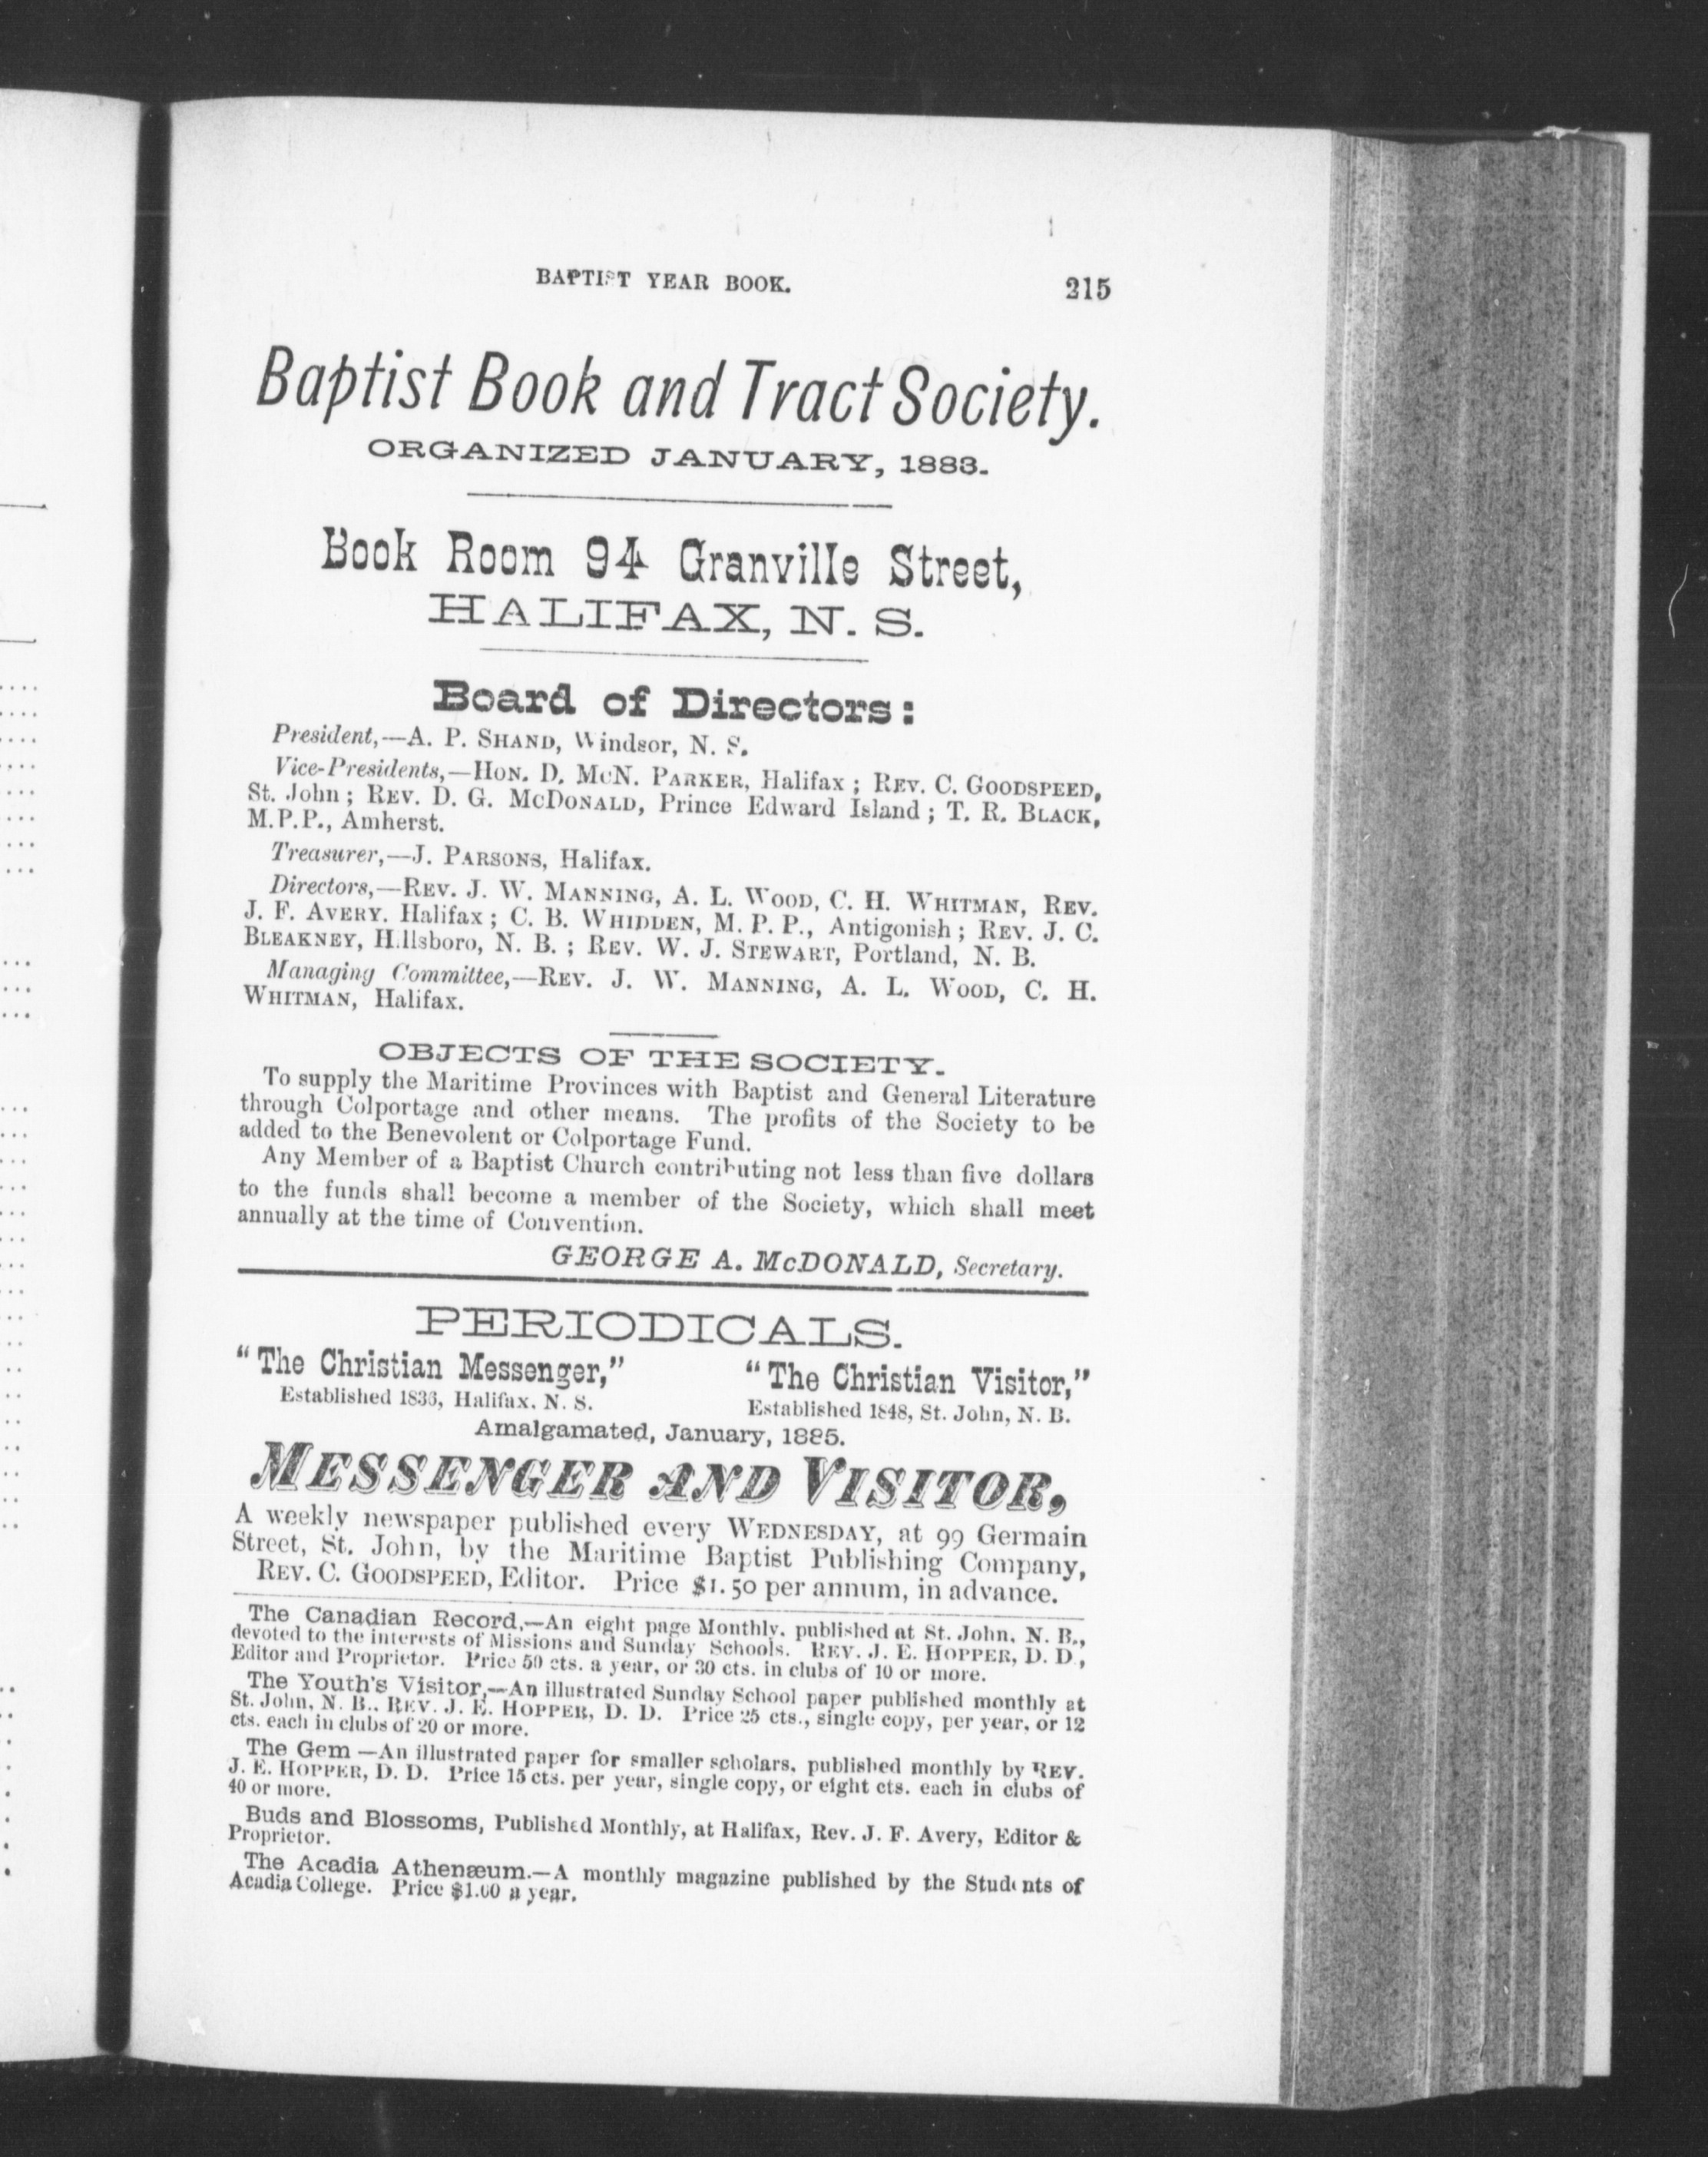 BAPTIST YEAR BOOK. 215
Baptist Book and Tract Society.
ORGANIZED JANUARY, 1883.
Book Room 94 Granville Street,
HALIFAX, N. S.
Board of Directors:
President,—A. P. SHAND, Windsor, N. S.
Vice-Presidents,—HON. D. McN. PARKER, Halifax; REV. C. GOODSPEED,
St. John; REV. D. G. McDONALD, Prince Edward Island; T. R. BLACK,
M.P.P., Amherst.
Treasurer,—J. PARSONS, Halifax.
Directors,—REV. J. W. MANNING, A. L. WOOD, C. H. WHITMAN, REV.
J. F. AVERY. Halifax; C. B. WHIDDEN, M. P. P., Antigonish; REV. J. C.
BLEAKNEY, Hillsboro, N. B.; REV. W. J. STEWART, Portland, N. B.
Managing Committee,—REV. J. W. MANNING, A. L. WOOD, C. H.
WHITMAN, Halifax.
OBJECTS OF THE SOCIETY.
To supply the Maritime Provinces with Baptist and General Literature
through Colportage and other means. The profits of the Society to be
added to the Benevolent or Colportage Fund.
Any Member of a Baptist Church contributing not less than five dollars
to the funds shall become a member of the Society, which shall meet
annually at the time of Convention.
GEORGE A. McDONALD, Secretary.
PERIODICALS.
"The Christian Messenger," "The Christian Visitor,"
Established 1836, Halifax. N. S. Established 1848, St. John, N. B.
Amalgamated, January, 1885.
MESSENGER AND VISITOR,
A weekly newspaper published every WEDNESDAY, at 99 Germain
Street, St. John, by the Maritime Baptist Publishing Company,
REV. C. GOODSPEED, Editor. Price $1.50 per annum, in advance.
The Canadian Record,—An eight page Monthly. published at St. John. N. B.,
devoted to the interests of Missions and Sunday Schools. REV. J. E. HOPPER, D. D.,
Editor and Proprietor. Price 50 cts. a year, or 30 cts. in clubs of 10 or more.
The Youth's Visitor,—An illustrated Sunday School paper published monthly at
St. John, N. B., REV. J. E. HOPPER, D. D. Price 25 cts., single copy, per year, or 12
cts. each in clubs of 20 or more.
The Gem—An illustrated paper for smaller scholars, published monthly by REV.
J. E. HOPPER, D. D. Price 15 cts. per year, single copy, or eight cts. each in clubs of
40 or more.
Buds and Blossoms, Published Monthly, at Halifax, Rev. J. F. Avery, Editor &
Proprietor.
The Acadia Athenæum.—A monthly magazine published by the Students of
Acadia College. Price $1.00 a year.